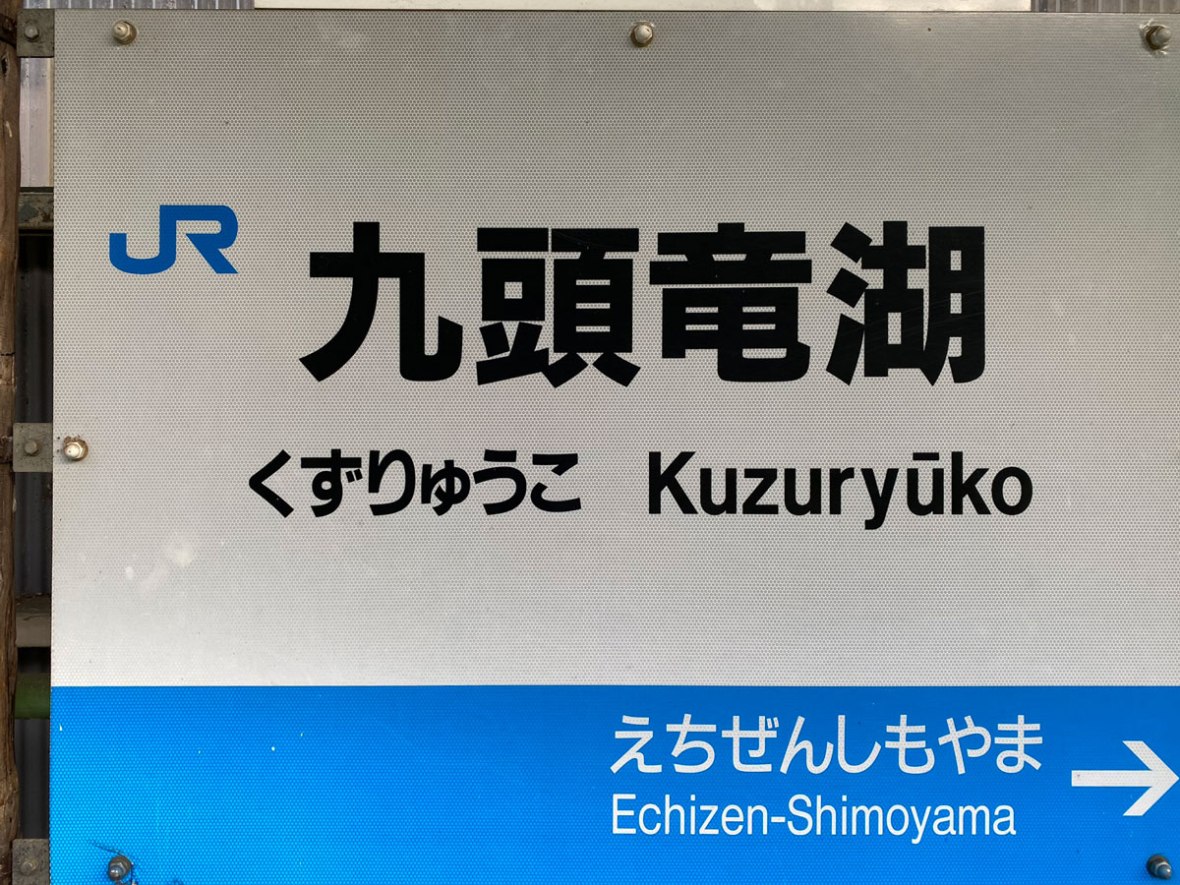 JR 九頭竜湖
くずりゅうこ Kuzuryūko
えちぜんしもやま
Echizen-Shimoyama